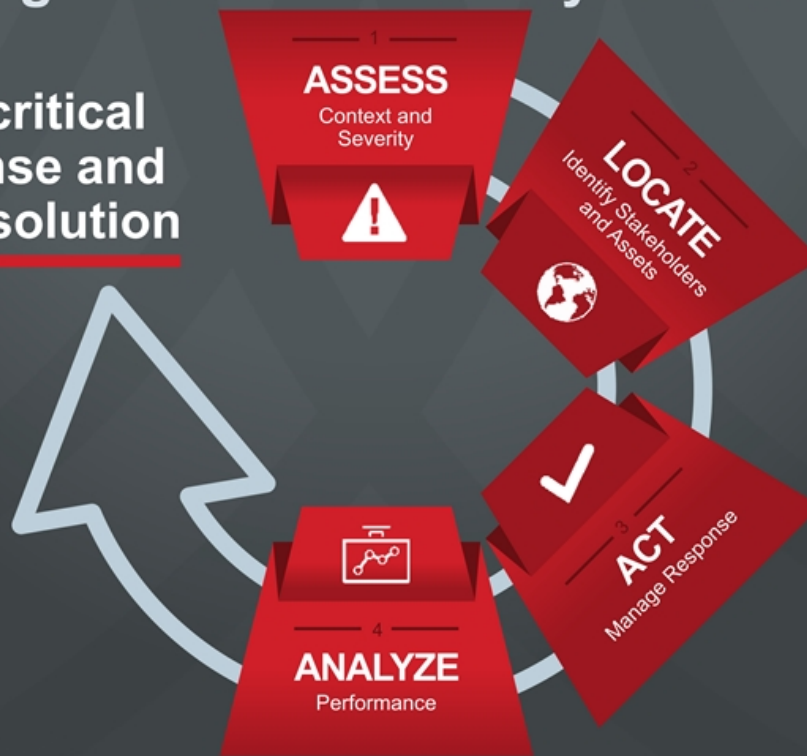 critical
and
solution
1
ASSESS
Context and
Severity
2
LOCATE
Identify Stakeholders
and Assets
3
ACT
Manage Response
4
ANALYZE
Performance